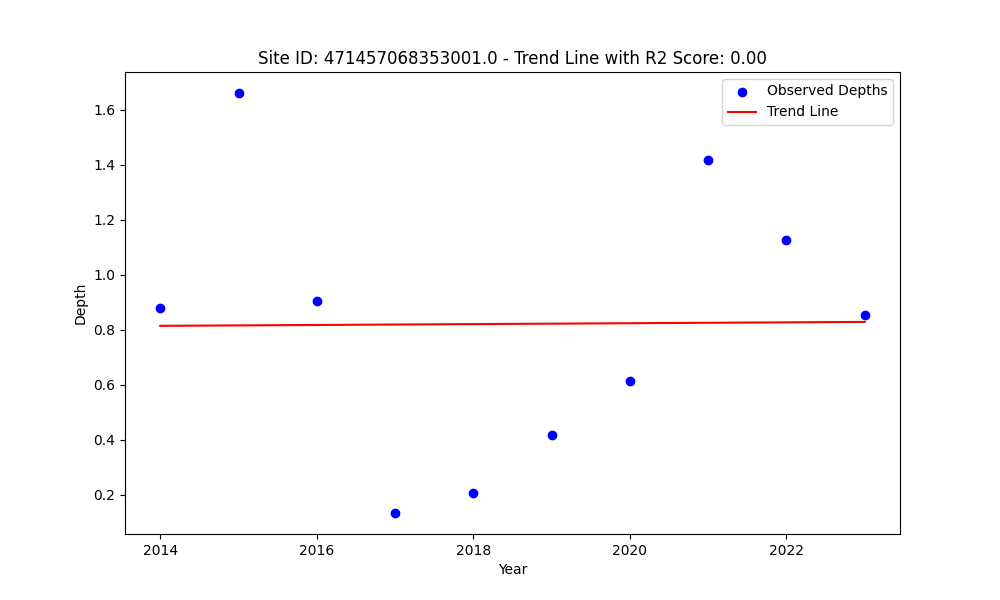 Site ID: 471457068353001.0 - Trend Line with R2 Score: 0.00
Observed Depths
Trend Line
Depth
1.6
1.4
1.2
1.0
0.8
0.6
0.4
0.2
2014 2016 2018 2020 2022
Year